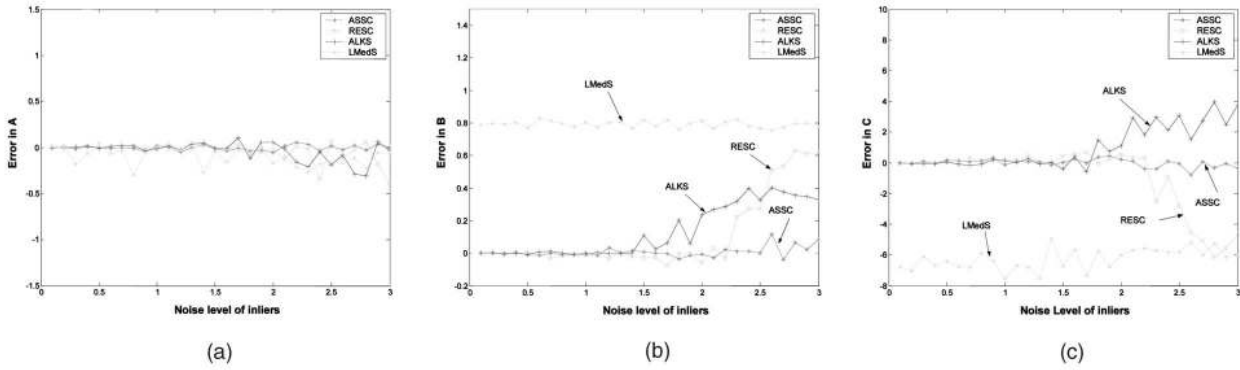 1.5
1
0.5
0
-0.5
-1
-1.5
Error in A
ASSC
RESC
ALKS
LMedS
0 0.5 1 1.5 2 2.5 3
Noise level of inliers
(a)
1.4
1.2
1
0.8
0.6
0.4
0.2
0
-0.2
Error in B
ASSC
RESC
ALKS
LMedS
LMedS
RESC
ALKS
ASSC
0 0.5 1 1.5 2 2.5 3
Noise level of inliers
(b)
10
8
6
4
2
0
-2
-4
-6
-8
Error in C
ASSC
RESC
ALKS
LMedS
ALKS
ASSC
RESC
LMedS
0 0.5 1 1.5 2 2.5 3
Noise Level of inliers
(c)